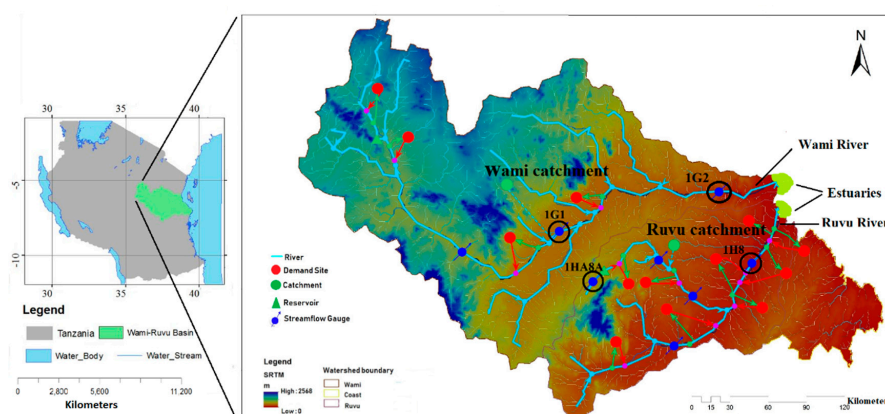 30 35 40
30 35 40
-5
-10
Legend
Tanzania
Wami-Ruvu Basin
Water_Body
Water_Stream
0 2,800 5,600 11,200
Kilometers
N
Wami River
Estuaries
Ruvu River
Wami catchment
Ruvu catchment
1G2
1G1
1H8
1HA8A
River
Demand Site
Catchment
Reservoir
Streamflow Gauge
Legend
SRTM
m
High : 2568
Low : 0
Watershed boundary
Wami
Coast
Ruvu
Kilometers
0 15 30 60 90 120